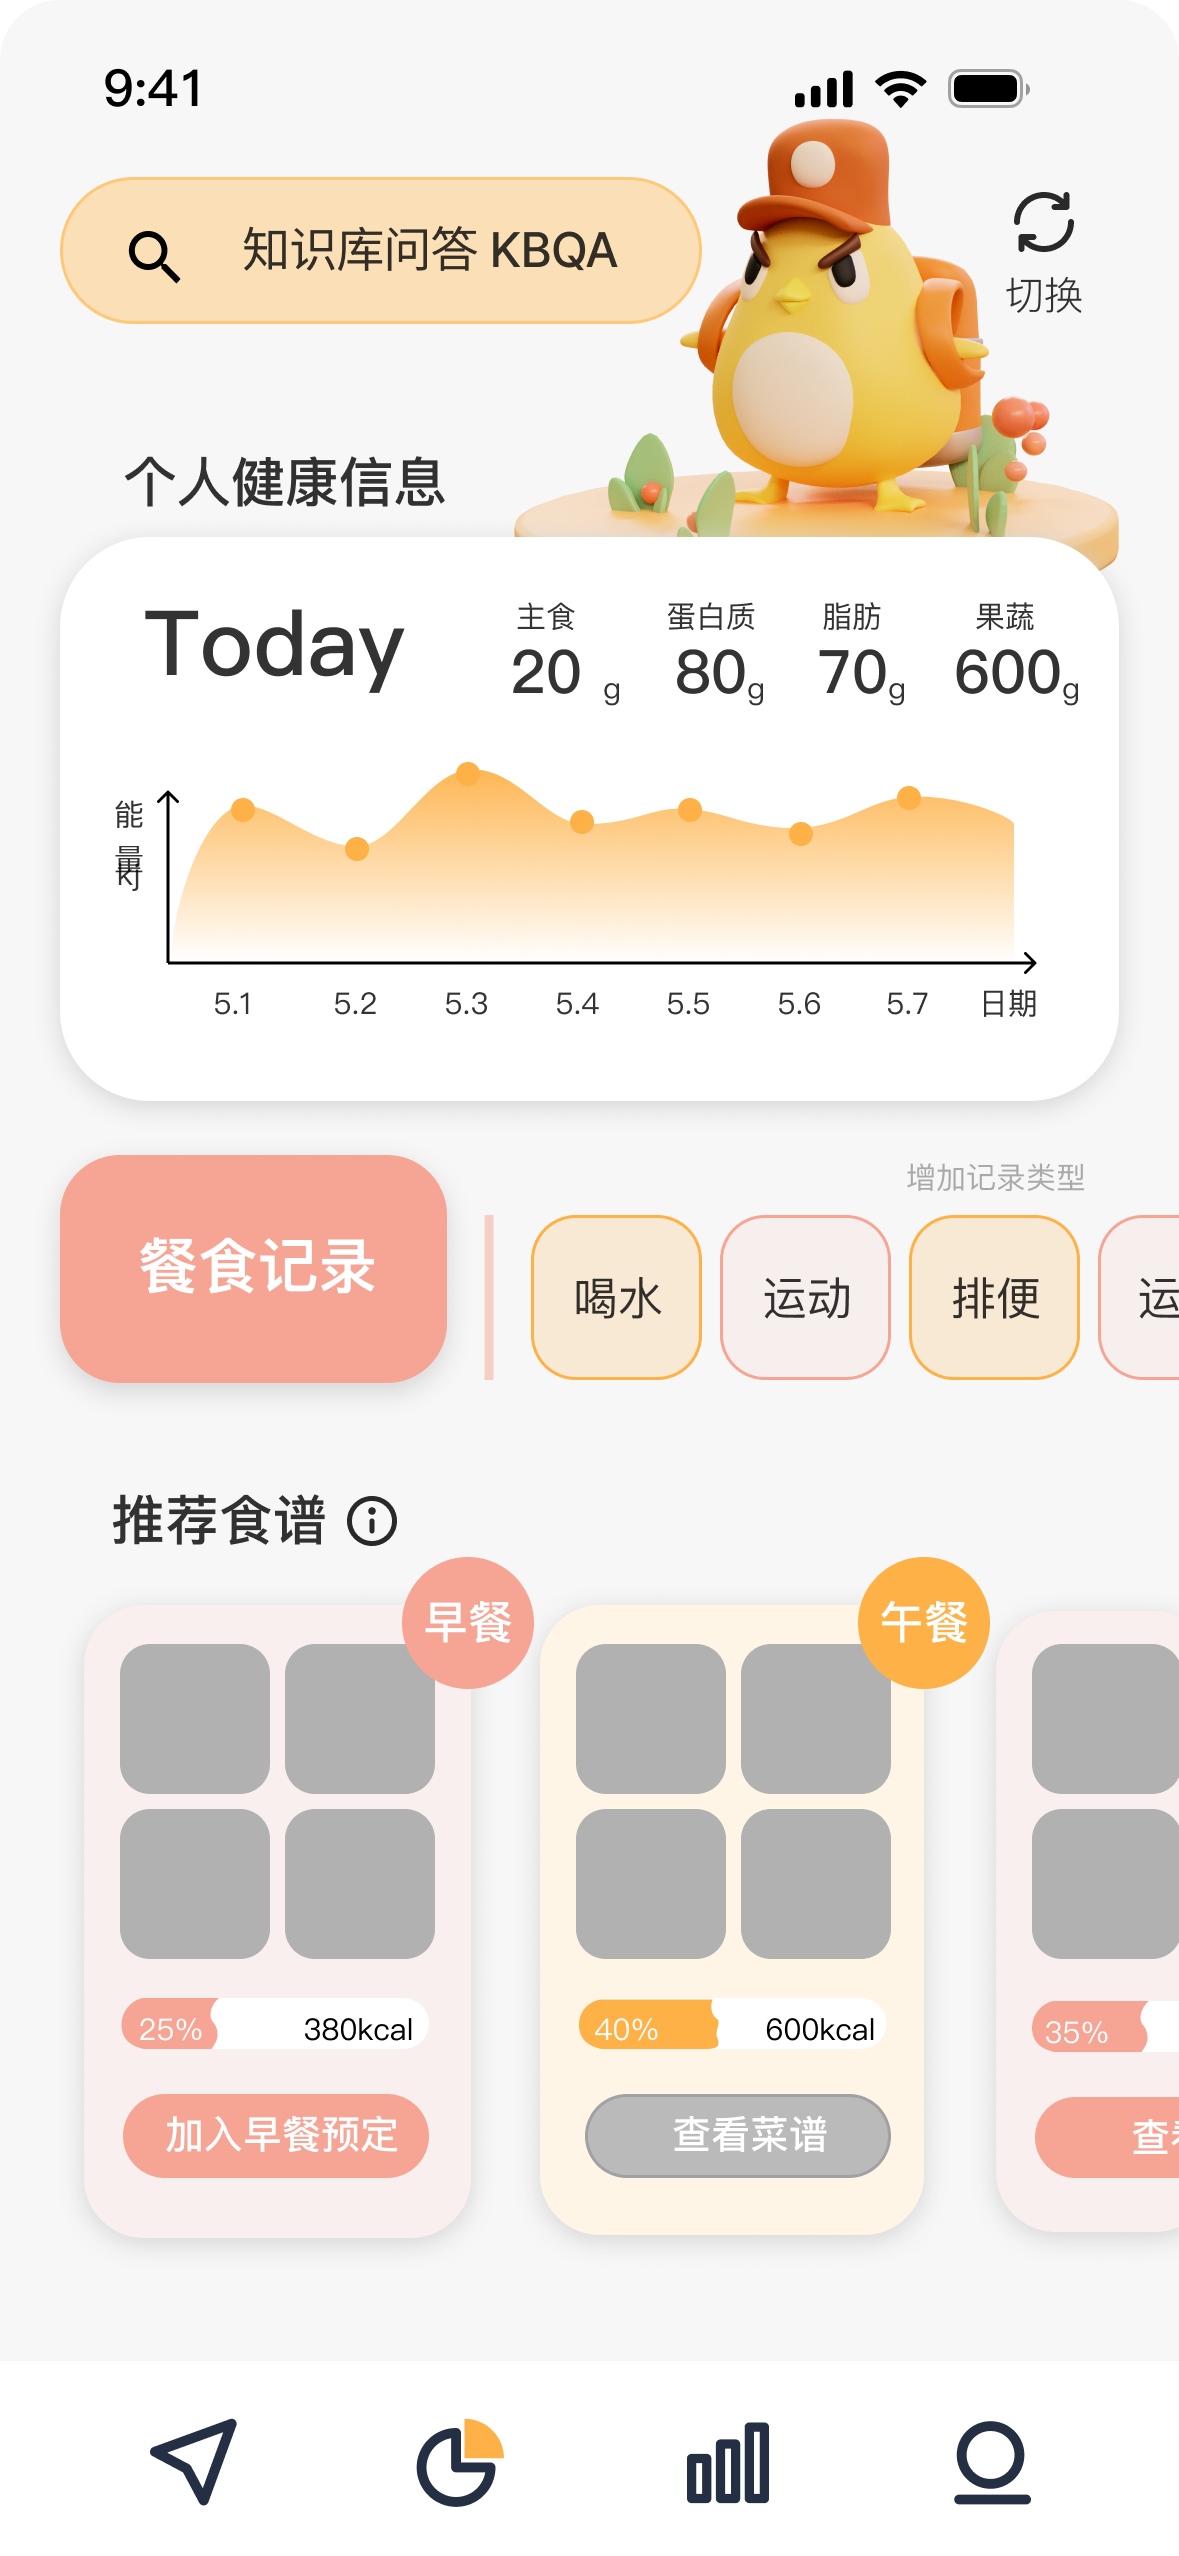 9:41
知识库问答 KBQA
切换
个人健康信息
Today
主食 蛋白质 脂肪 果蔬
20 g 80g 70g 600g
能
量
kJ
5.1 5.2 5.3 5.4 5.5 5.6 5.7 日期
增加记录类型
餐食记录
喝水 运动 排便 运
推荐食谱
早餐 午餐
25% 380kcal 40% 600kcal 35%
加入早餐预定 查看菜谱 查看